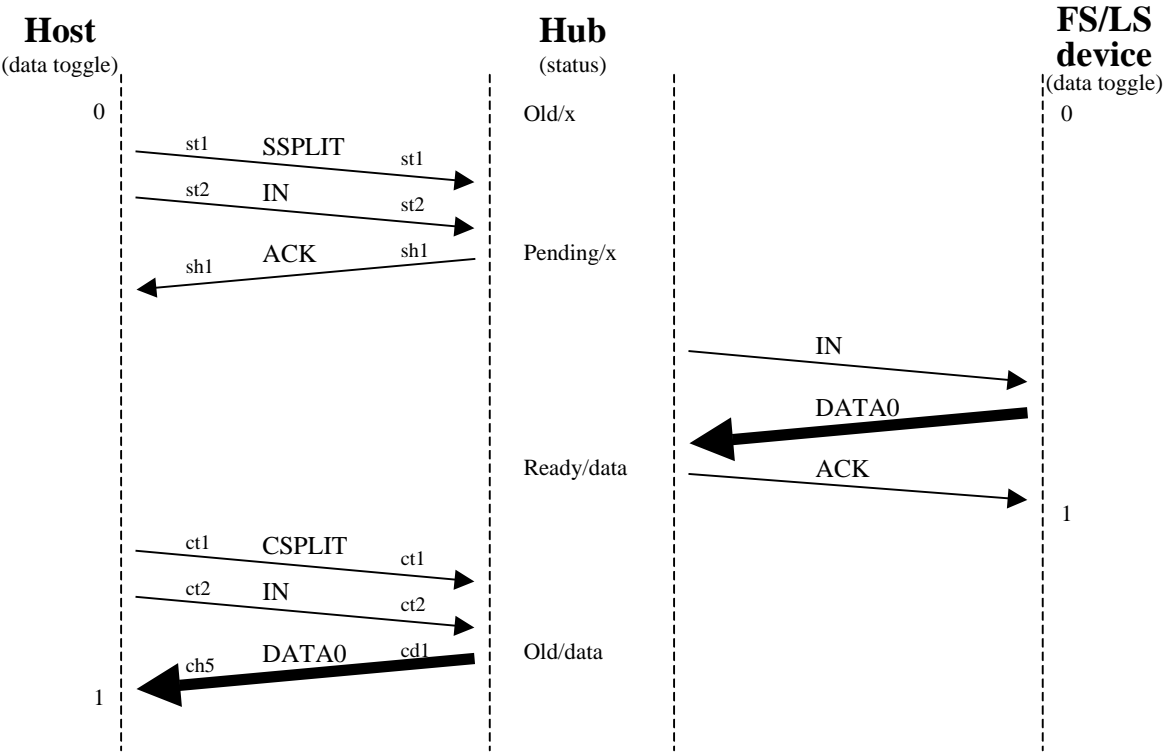 Host
(data toggle)
Hub
(status)
FS/LS
device
(data toggle)
0
Old/x
0
st1 SSPLIT st1
st2 IN st2
ACK sh1
sh1
Pending/x
IN
DATA0
Ready/data
ACK
1
ct1 CSPLIT ct1
ct2 IN ct2
DATA0 cd1
ch5
Old/data
1